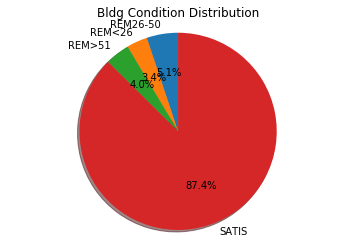 Bldg Condition Distribution
REM26-50
REM<26
REM>51
5.1%
3.4%
4.0%
87.4%
SATIS